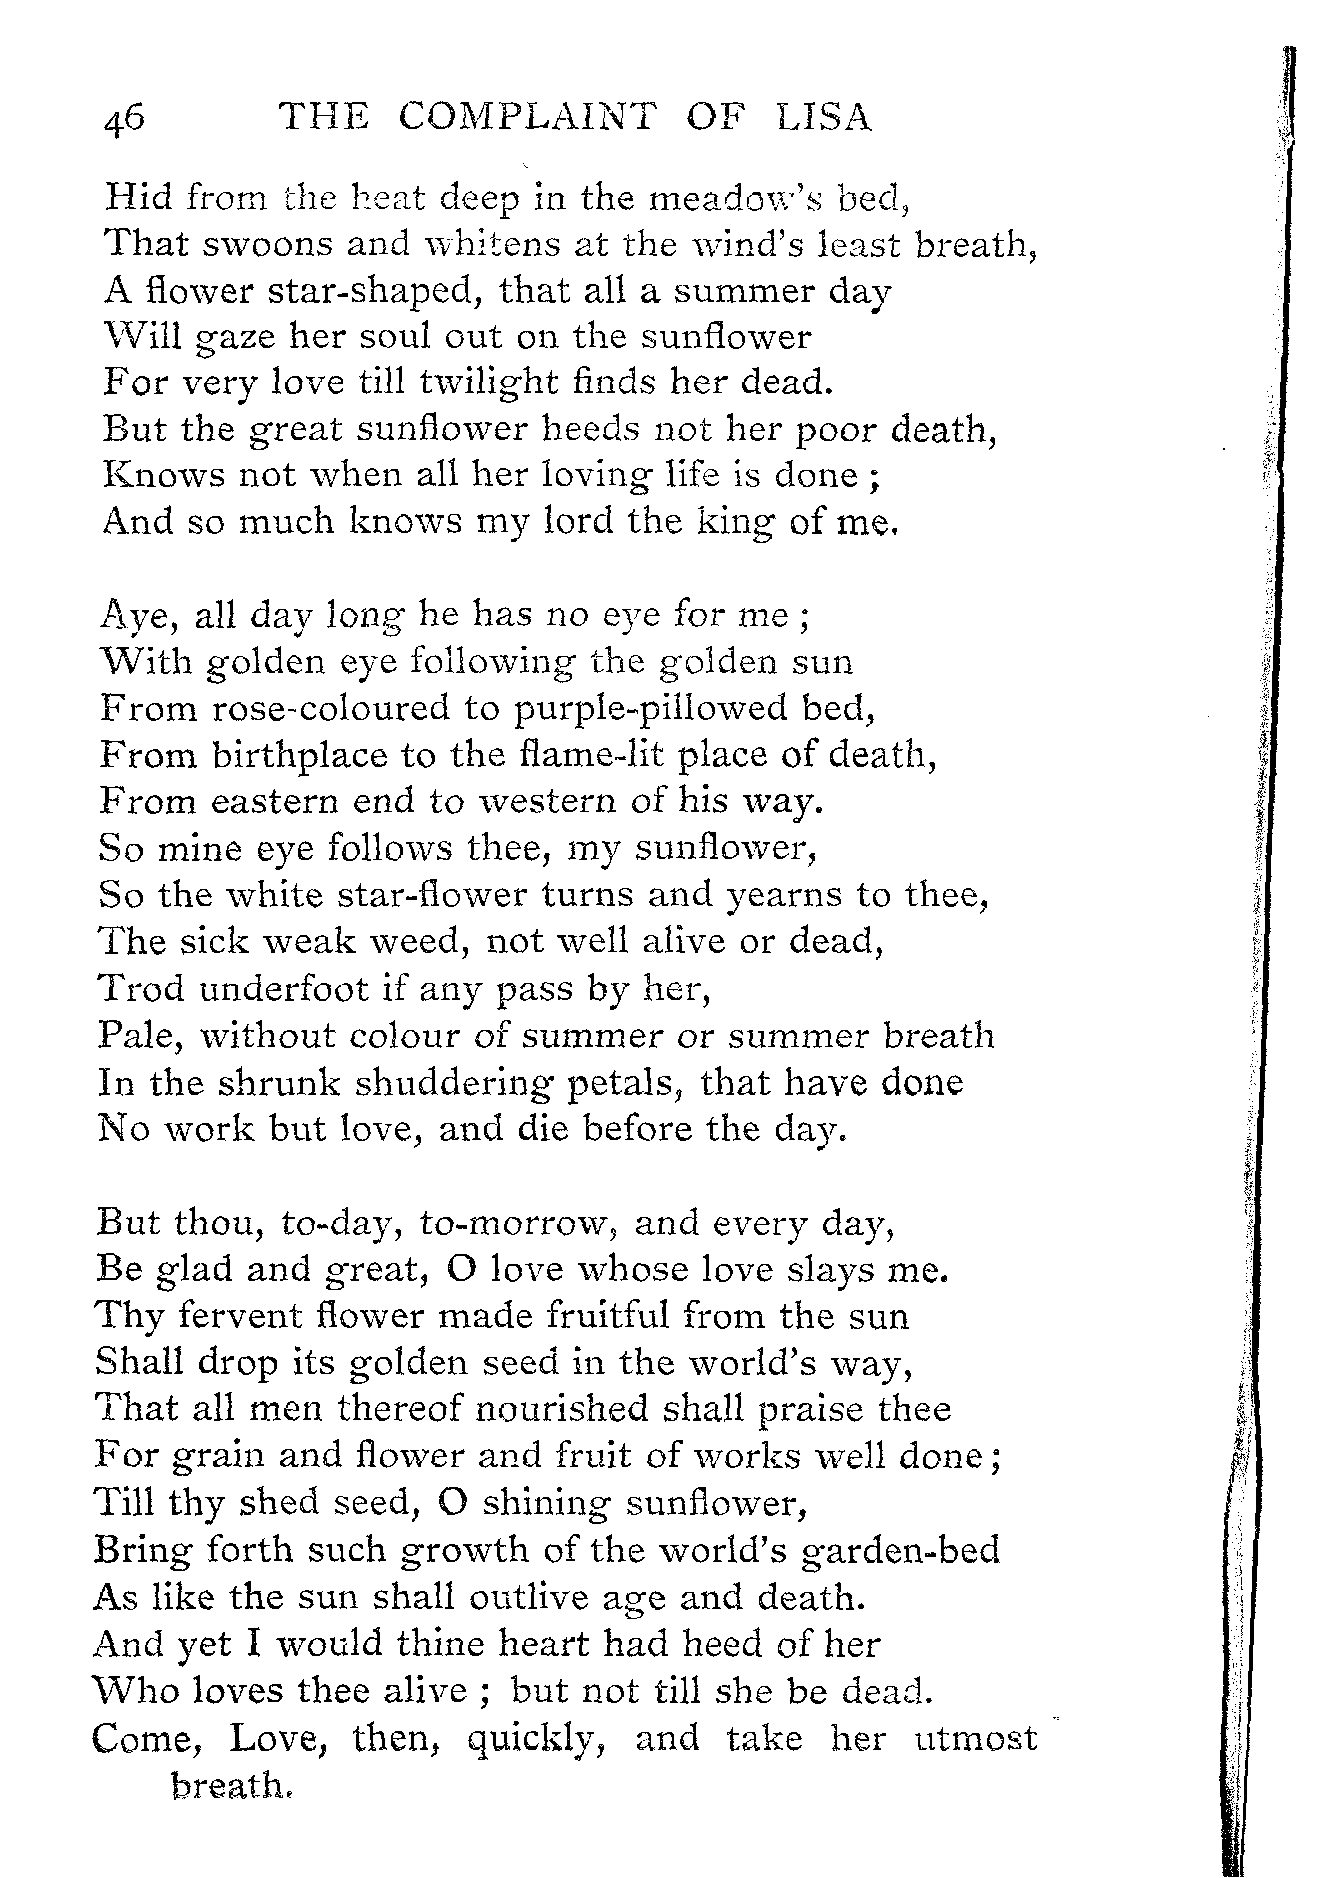 46 THE COMPLAINT OF LISA
Hid from the heat deep in the meadow's bed,
That swoons and whitens at the wind's least breath,
A flower star-shaped, that all a summer day
Will gaze her soul out on the sunflower
For very love till twilight finds her dead.
But the great sunflower heeds not her poor death,
Knows not when all her loving life is done ;
And so much knows my lord the king of me.
Aye, all day long he has no eye for me ;
With golden eye following the golden sun
From rose-coloured to purple-pillowed bed,
From birthplace to the flame-lit place of death,
From eastern end to western of his way.
So mine eye follows thee, my sunflower,
So the white star-flower turns and yearns to thee,
The sick weak weed, not well alive or dead,
Trod underfoot if any pass by her,
Pale, without colour of summer or summer breath
In the shrunk shuddering petals, that have done
No work but love, and die before the day.
But thou, to-day, to-morrow, and every day,
Be glad and great, O love whose love slays me.
Thy fervent flower made fruitful from the sun
Shall drop its golden seed in the world's way,
That all men thereof nourished shall praise thee
For grain and flower and fruit of works well done;
Till thy shed seed, O shining sunflower,
Bring forth such growth of the world's garden-bed
As like the sun shall outlive age and death.
And yet I would thine heart had heed of her
Who loves thee alive ; but not till she be dead.
Come, Love, then, quickly, and take her utmost
breath.